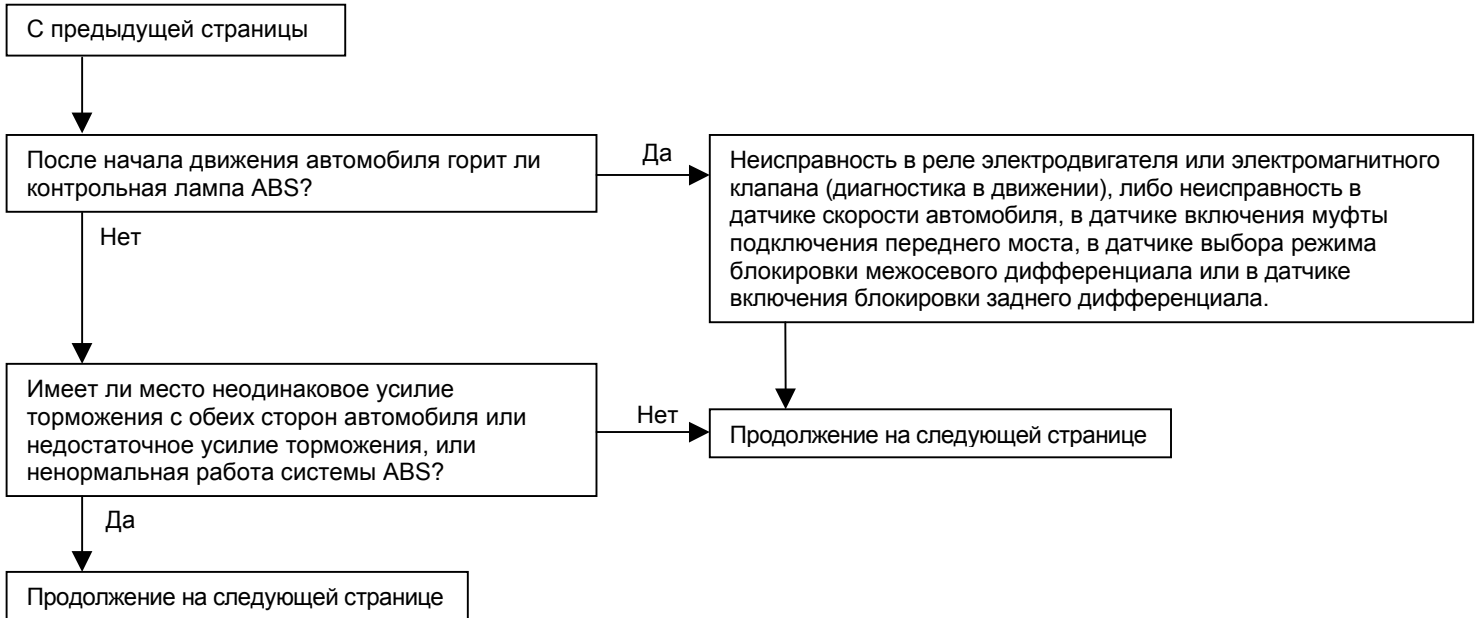 С предыдущей страницы
После начала движения автомобиля горит ли
контрольная лампа ABS?
Да
Неисправность в реле электродвигателя или электромагнитного
клапана (диагностика в движении), либо неисправность в
датчике скорости автомобиля, в датчике включения муфты
подключения переднего моста, в датчике выбора режима
блокировки межосевого дифференциала или в датчике
включения блокировки заднего дифференциала.
Нет
Имеет ли место неодинаковое усилие
торможения с обеих сторон автомобиля или
недостаточное усилие торможения, или
ненормальная работа системы ABS?
Нет
Продолжение на следующей странице
Да
Продолжение на следующей странице